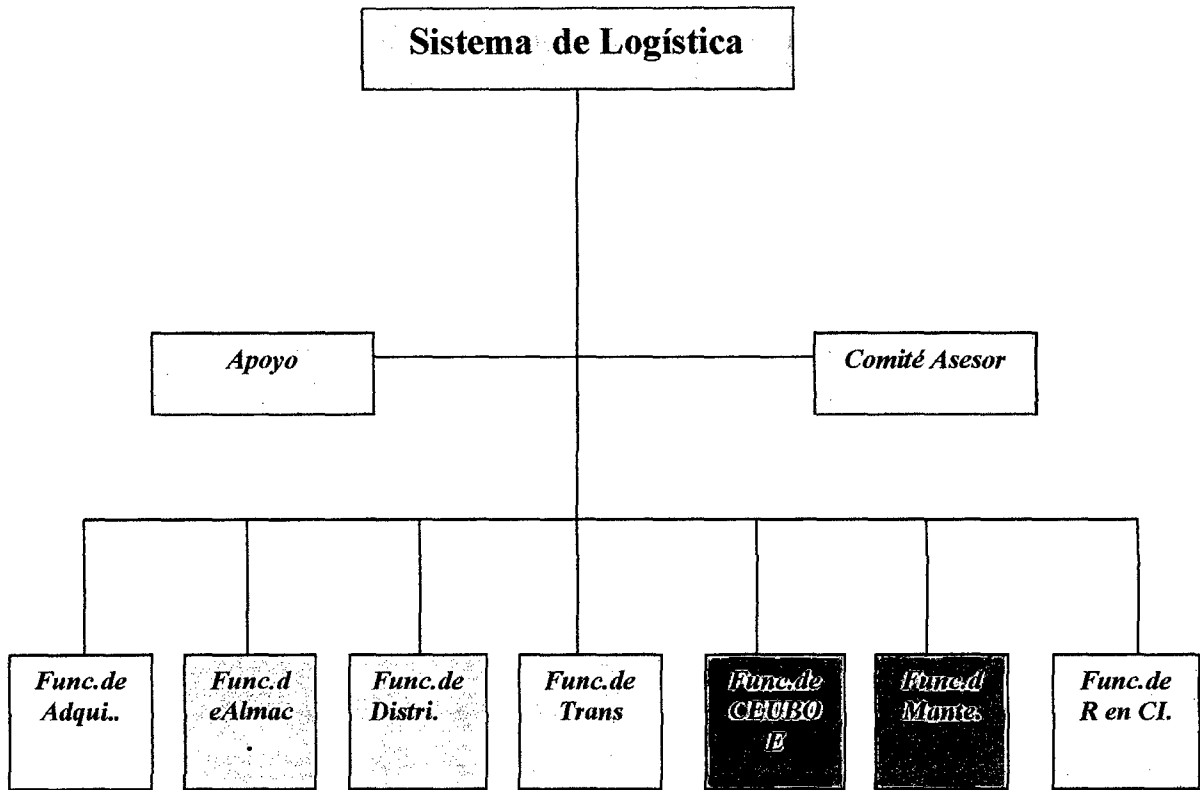 Sistema de Logística
Apoyo
Comité Asesor
Func.de
Adqui..
Func.d
eAlmac
.
Func.de
Distri.
Func.de
Trans
Func.de
CEUBO
E
Func.d
Mante.
Func.de
R en CI.